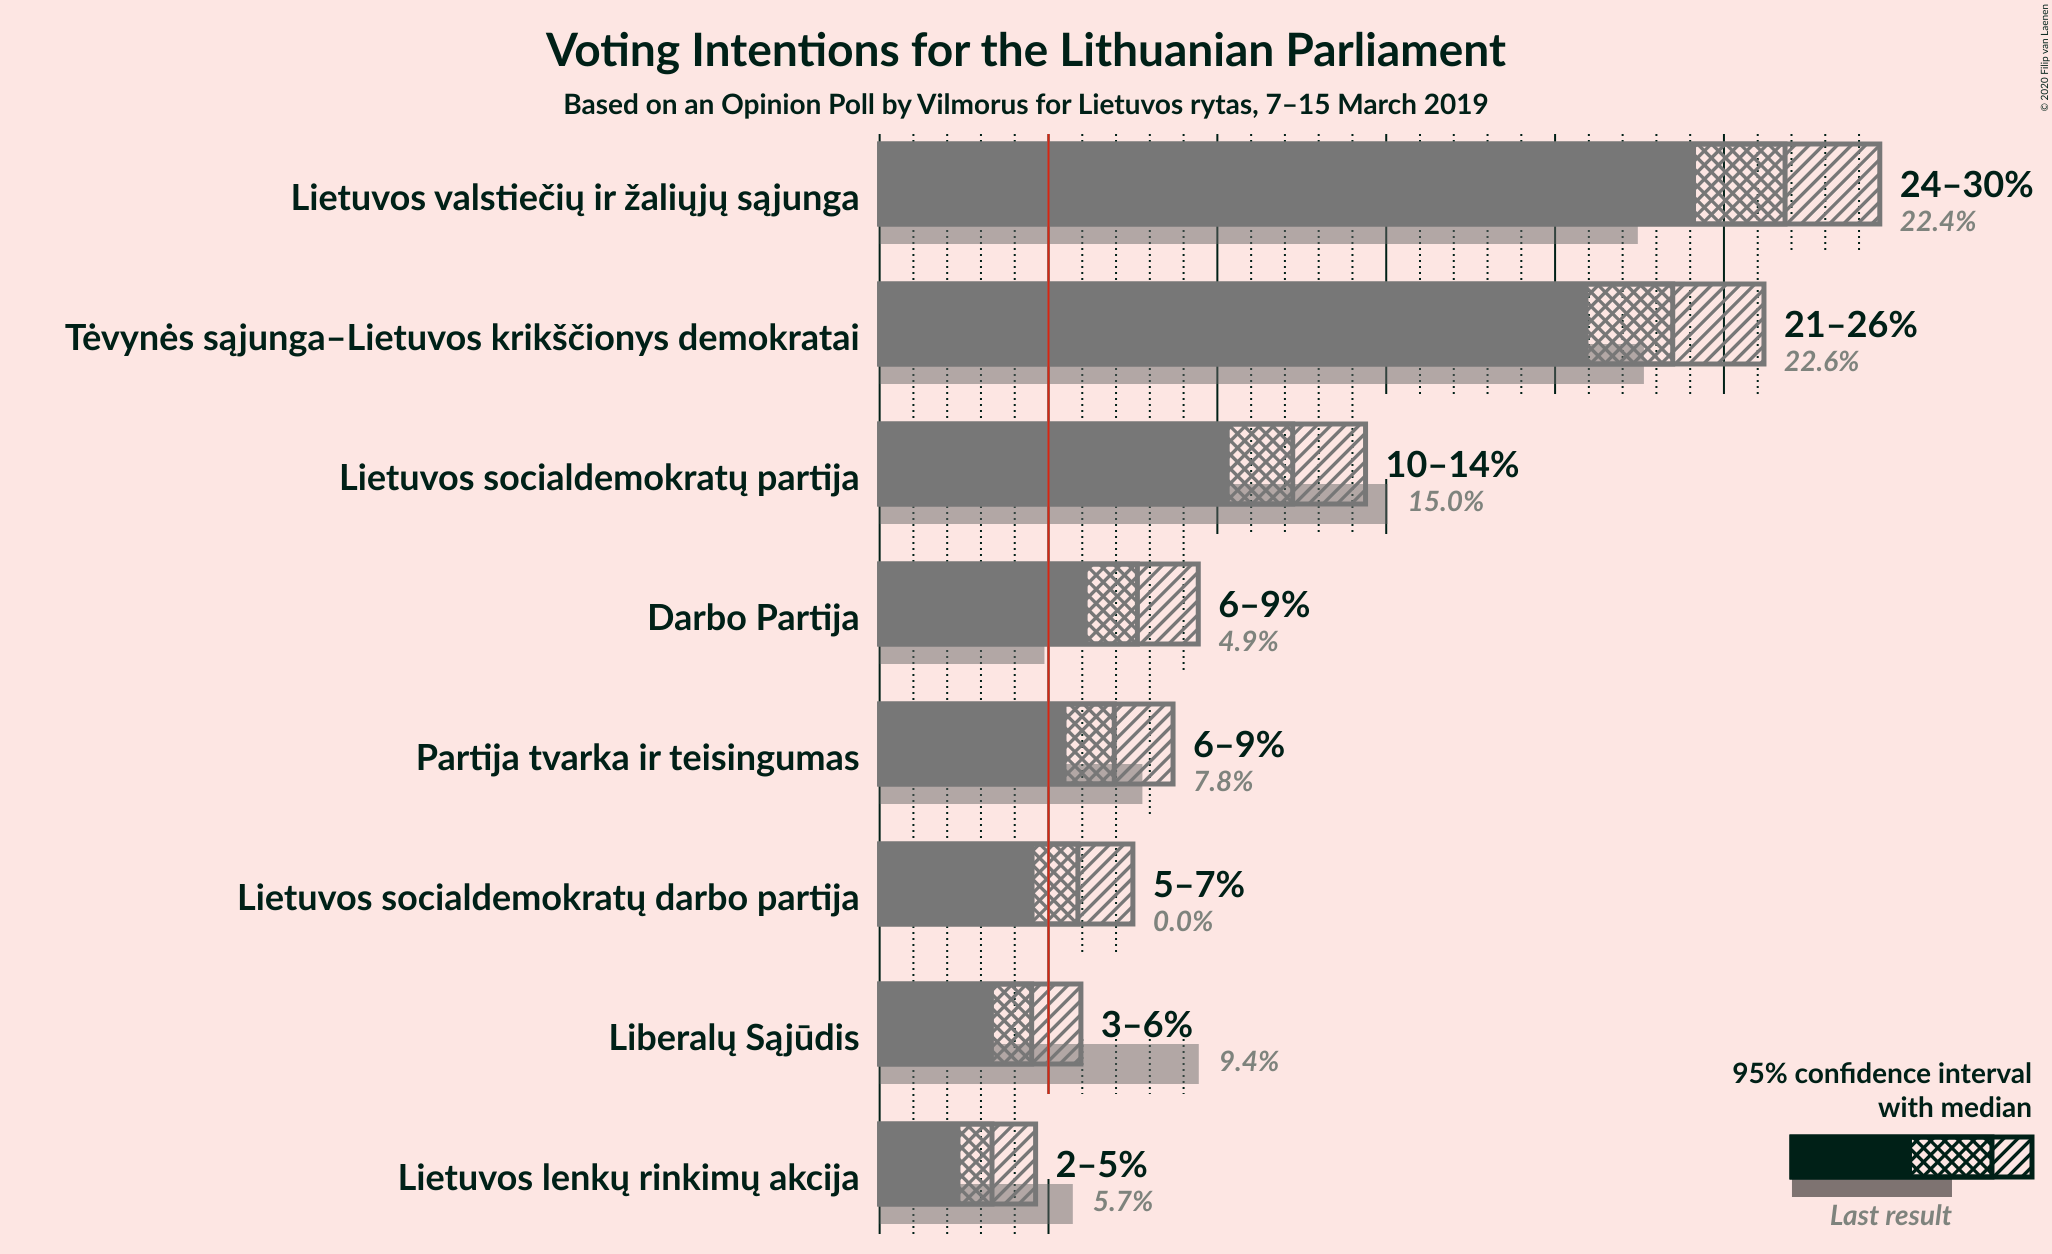 Voting Intentions for the Lithuanian Parliament
Based on an Opinion Poll by Vilmorus for Lietuvos rytas, 7–15 March 2019
© 2020 Filip van Laenen
Lietuvos valstiečių ir žaliųjų sąjunga
24–30%
22.4%
Tėvynės sąjunga–Lietuvos krikščionys demokratai
21–26%
22.6%
Lietuvos socialdemokratų partija
10–14%
15.0%
Darbo Partija
6–9%
4.9%
Partija tvarka ir teisingumas
6–9%
7.8%
Lietuvos socialdemokratų darbo partija
5–7%
0.0%
Liberalų Sąjūdis
3–6%
9.4%
Lietuvos lenkų rinkimų akcija
2–5%
5.7%
95% confidence interval
with median
Last result